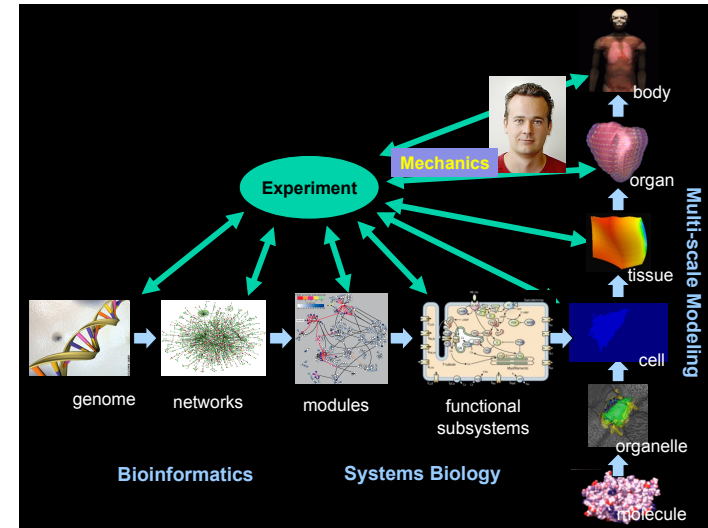 body
Mechanics
organ
Experiment
Multi-scale Modeling
tissue
cell
genome
networks
modules
functional
subsystems
organelle
Bioinformatics
Systems Biology
molecule